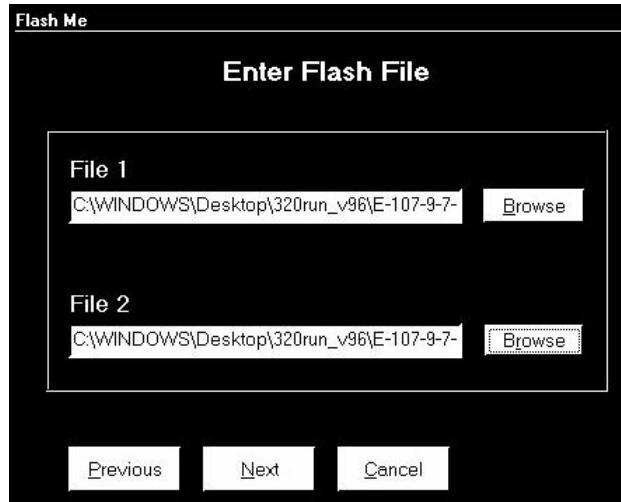 Flash Me
Enter Flash File
File 1
C:\WINDOWS\Desktop\320run_v96\E-107-9-7- Browse
File 2
C:\WINDOWS\Desktop\320run_v96\E-107-9-7- Browse
Previous Next Cancel